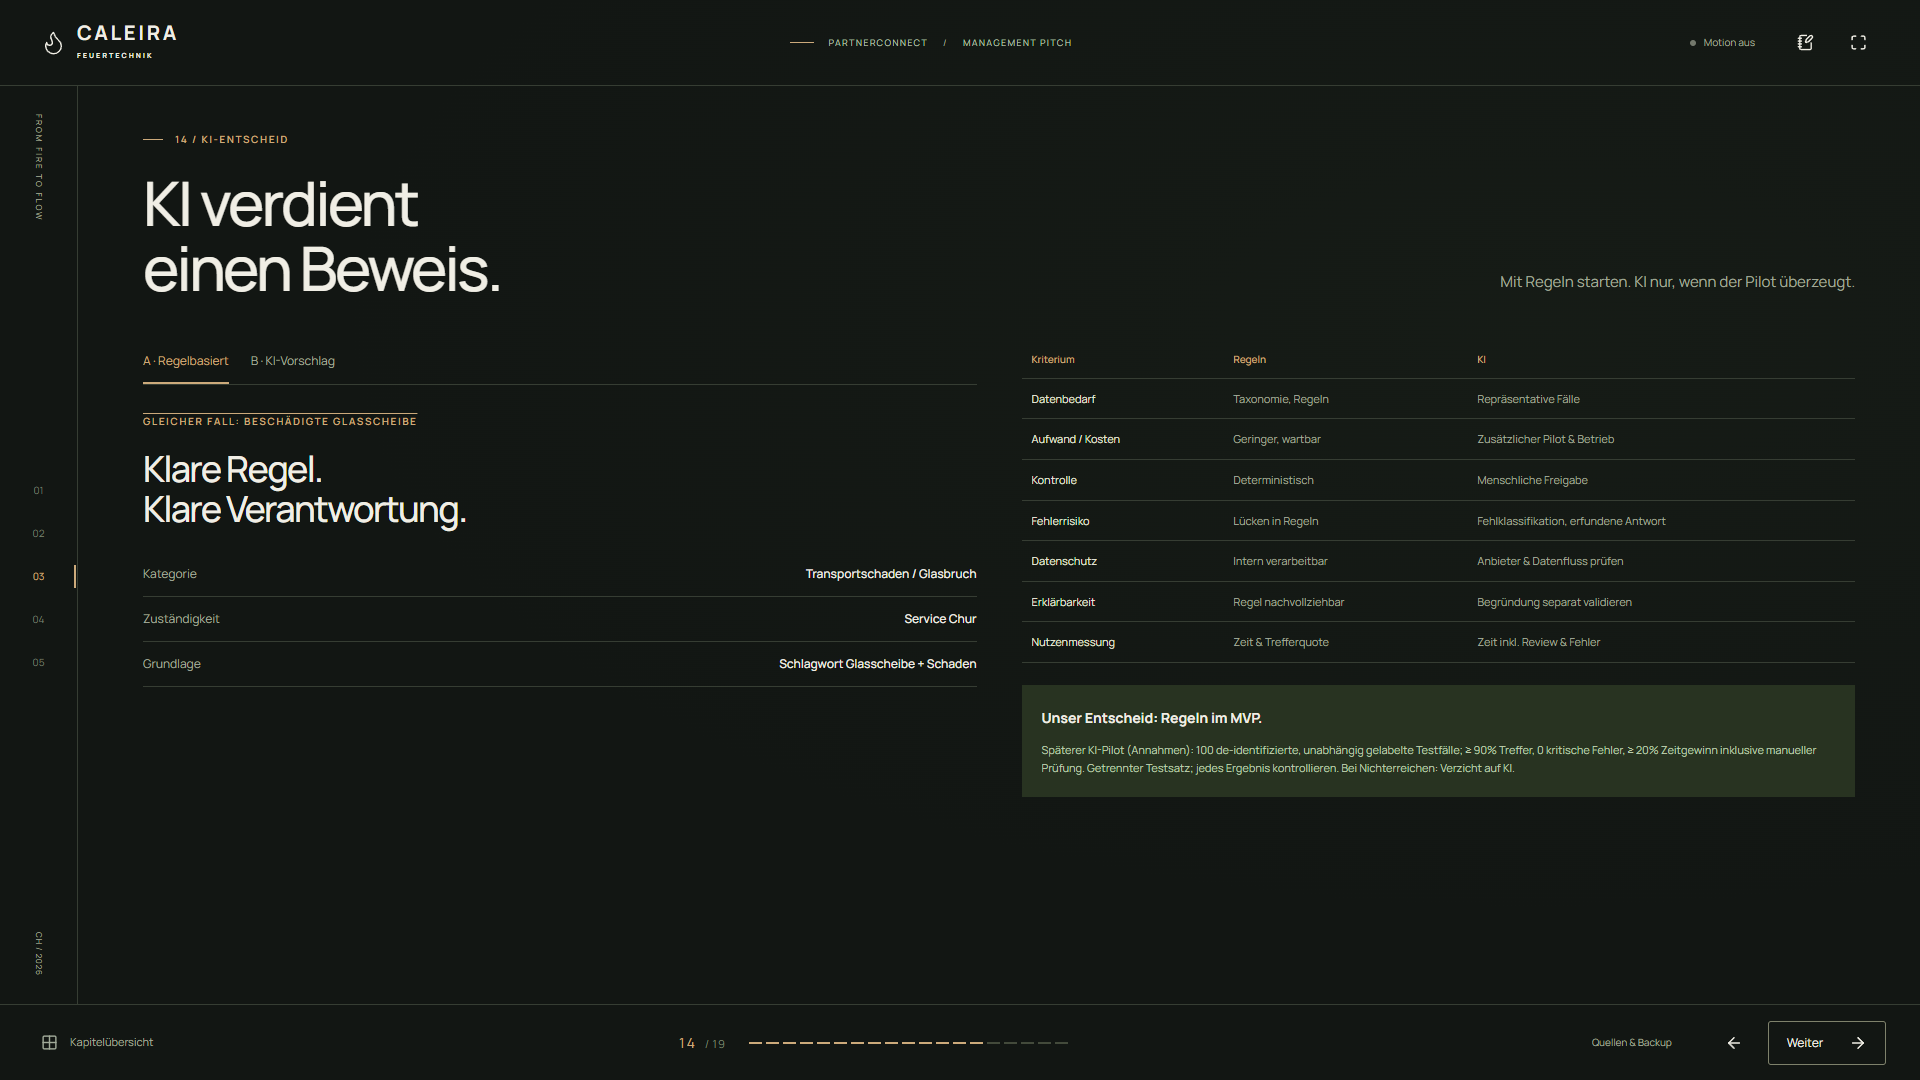 CALEIRA
FEUERTECHNIK
PARTNERCONNECT / MANAGEMENT PITCH
Motion aus
FROM FIRE TO FLOW
01
02
03
04
05
CH / 2026
14 / KI-ENTSCHEID
KI verdient
einen Beweis.
Mit Regeln starten. KI nur, wenn der Pilot überzeugt.
A · Regelbasiert B · KI-Vorschlag
GLEICHER FALL: BESCHÄDIGTE GLASSCHEIBE
Klare Regel.
Klare Verantwortung.
Kategorie Transportschaden / Glasbruch
Zuständigkeit Service Chur
Grundlage Schlagwort Glasscheibe + Schaden
Kriterium Regeln KI
Datenbedarf Taxonomie, Regeln Repräsentative Fälle
Aufwand / Kosten Geringer, wartbar Zusätzlicher Pilot & Betrieb
Kontrolle Deterministisch Menschliche Freigabe
Fehlerrisiko Lücken in Regeln Fehlklassifikation, erfundene Antwort
Datenschutz Intern verarbeitbar Anbieter & Datenfluss prüfen
Erklärbarkeit Regel nachvollziehbar Begründung separat validieren
Nutzenmessung Zeit & Trefferquote Zeit inkl. Review & Fehler
Unser Entscheid: Regeln im MVP.
Späterer KI-Pilot (Annahmen): 100 de-identifizierte, unabhängig gelabelte Testfälle; ≥ 90% Treffer, 0 kritische Fehler, ≥ 20% Zeitgewinn inklusive manueller
Prüfung. Getrennter Testsatz; jedes Ergebnis kontrollieren. Bei Nichterreichen: Verzicht auf KI.
Kapitelübersicht
14 / 19
Quellen & Backup
Weiter